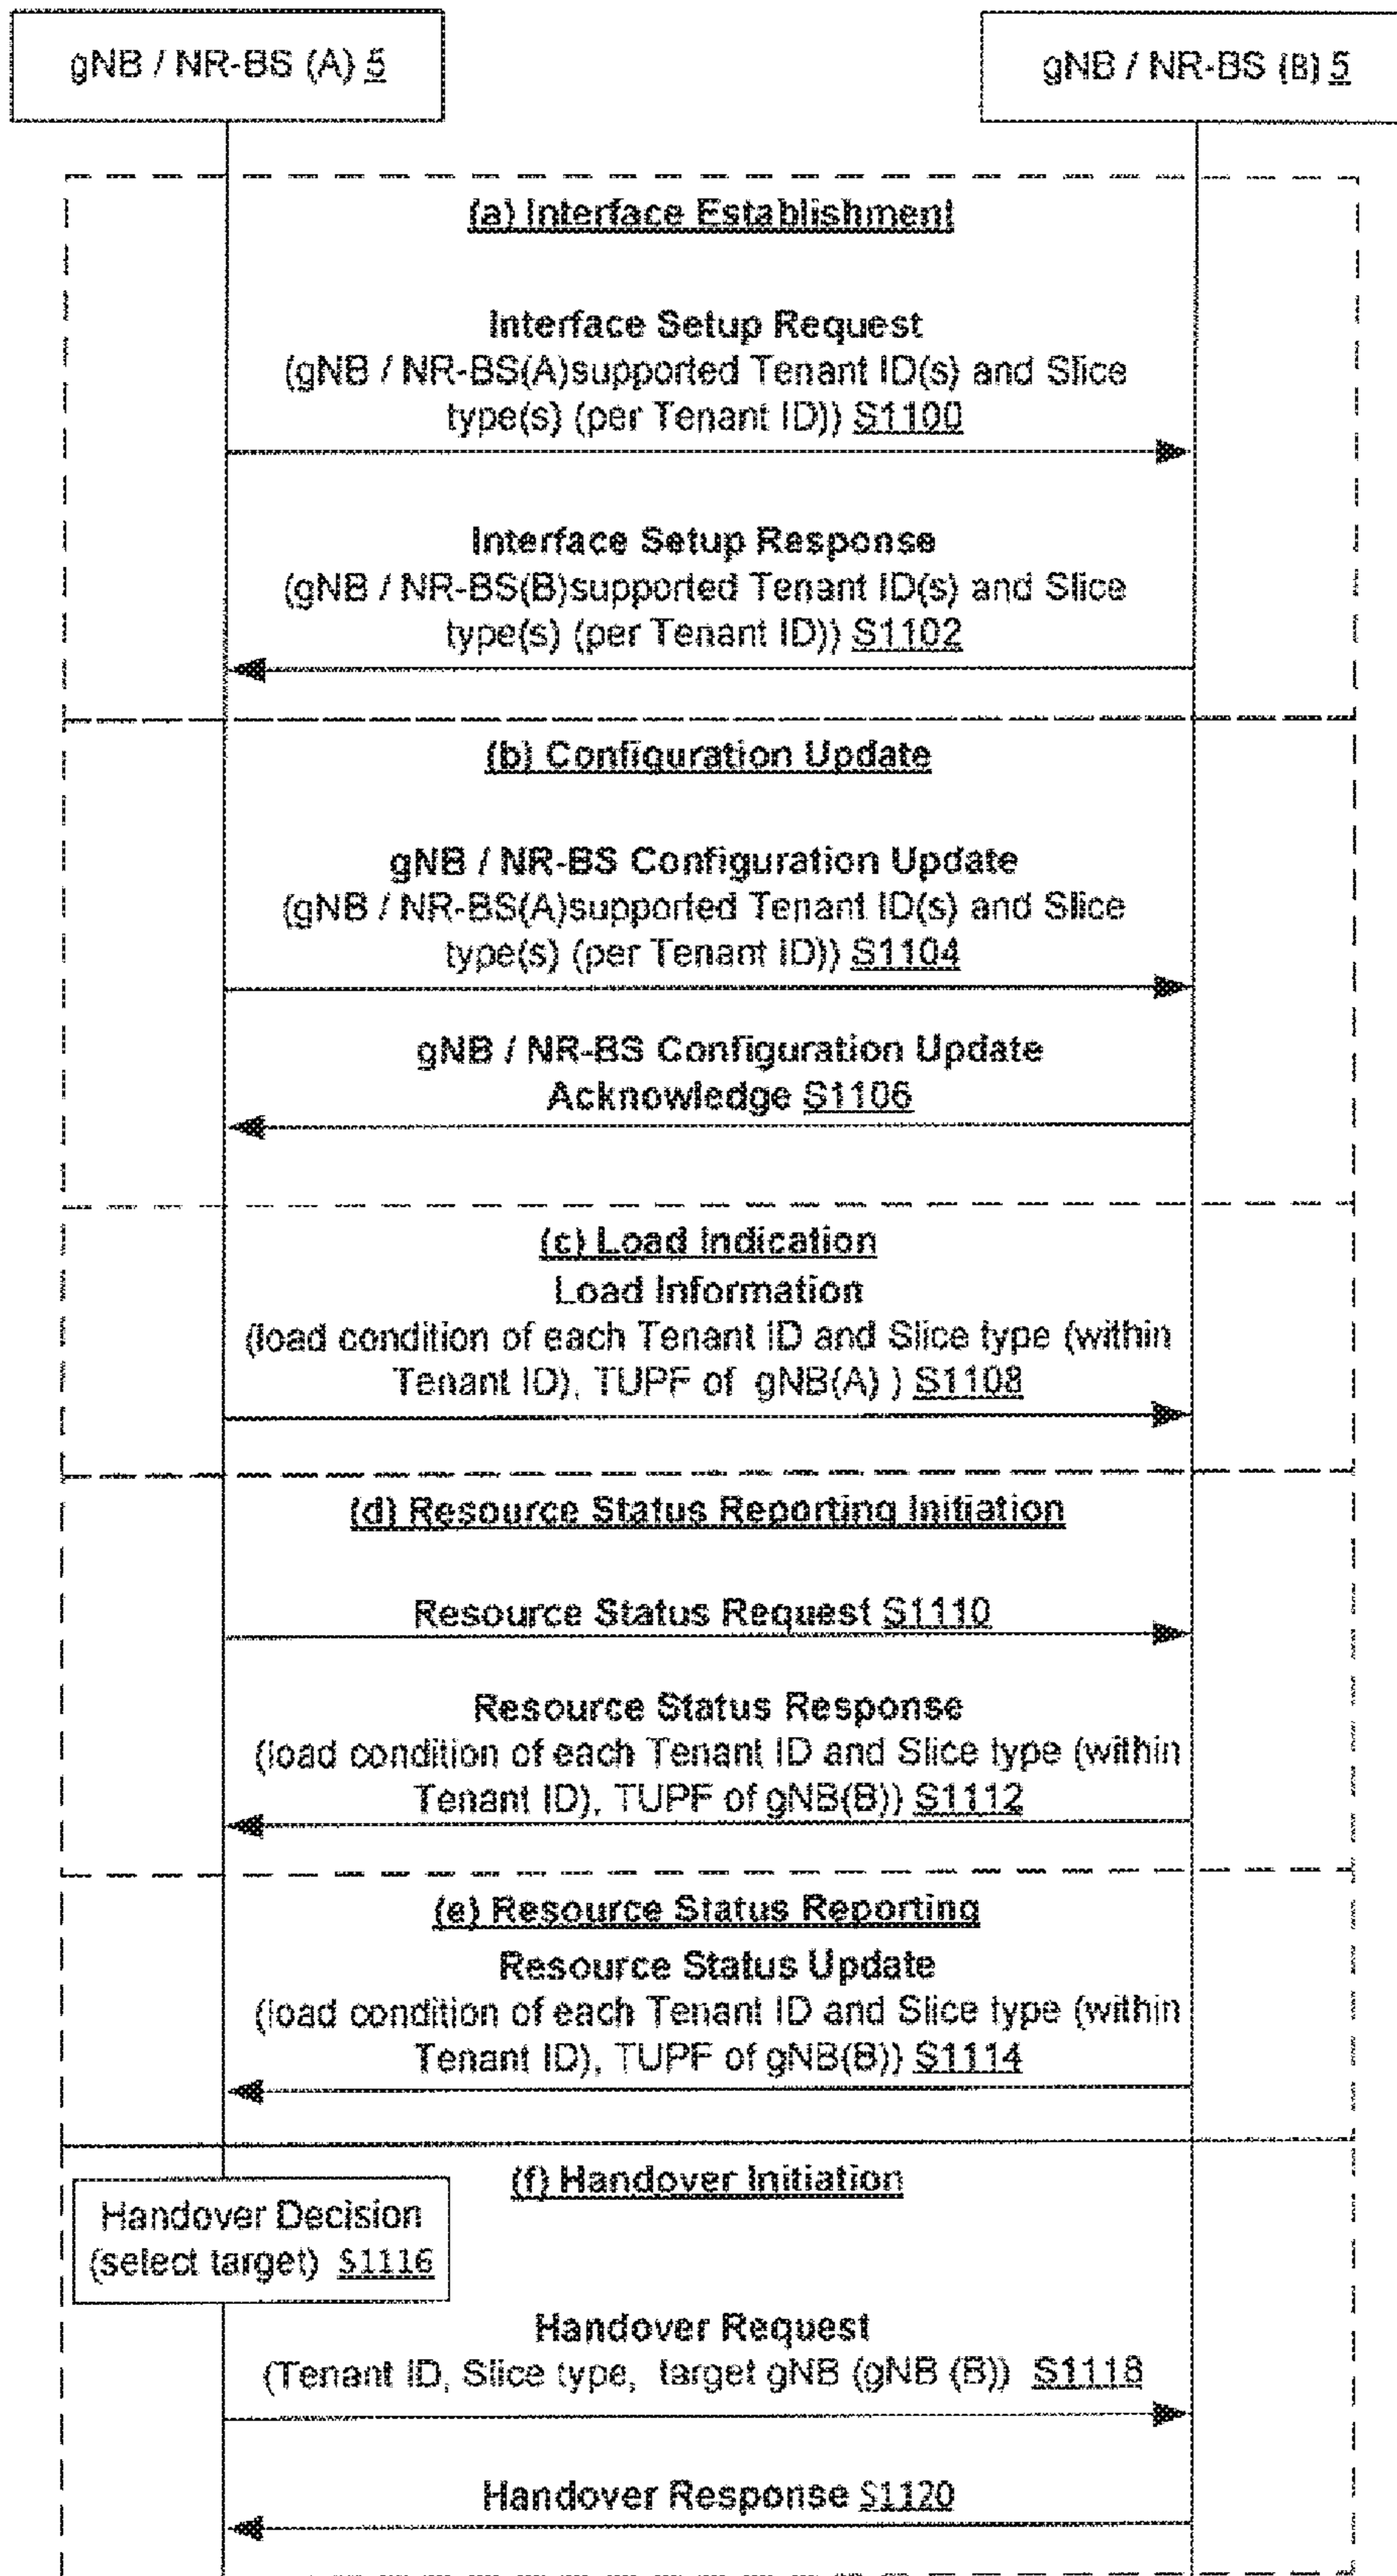 gNB / NR-BS (A) 5
gNB / NR-BS (B) 5
(a) Interface Establishment
Interface Setup Request
(gNB / NR-BS(A)supported Tenant ID(s) and Slice
type(s) (per Tenant ID)) S1100
Interface Setup Response
(gNB / NR-BS(B)supported Tenant ID(s) and Slice
type(s) (per Tenant ID)) S1102
(b) Configuration Update
gNB / NR-BS Configuration Update
(gNB / NR-BS(A)supported Tenant ID(s) and Slice
type(s) (per Tenant ID)) S1104
gNB / NR-BS Configuration Update
Acknowledge S1106
(c) Load Indication
Load Information
(load condition of each Tenant ID and Slice type (within
Tenant ID), TUPF of gNB(A) ) S1108
(d) Resource Status Reporting Initiation
Resource Status Request S1110
Resource Status Response
(load condition of each Tenant ID and Slice type (within
Tenant ID), TUPF of gNB(B)) S1112
(e) Resource Status Reporting
Resource Status Update
(load condition of each Tenant ID and Slice type (within
Tenant ID), TUPF of gNB(B)) S1114
(f) Handover Initiation
Handover Decision
(select target) S1116
Handover Request
(Tenant ID, Slice type, target gNB (gNB (B)) S1118
Handover Response S1120